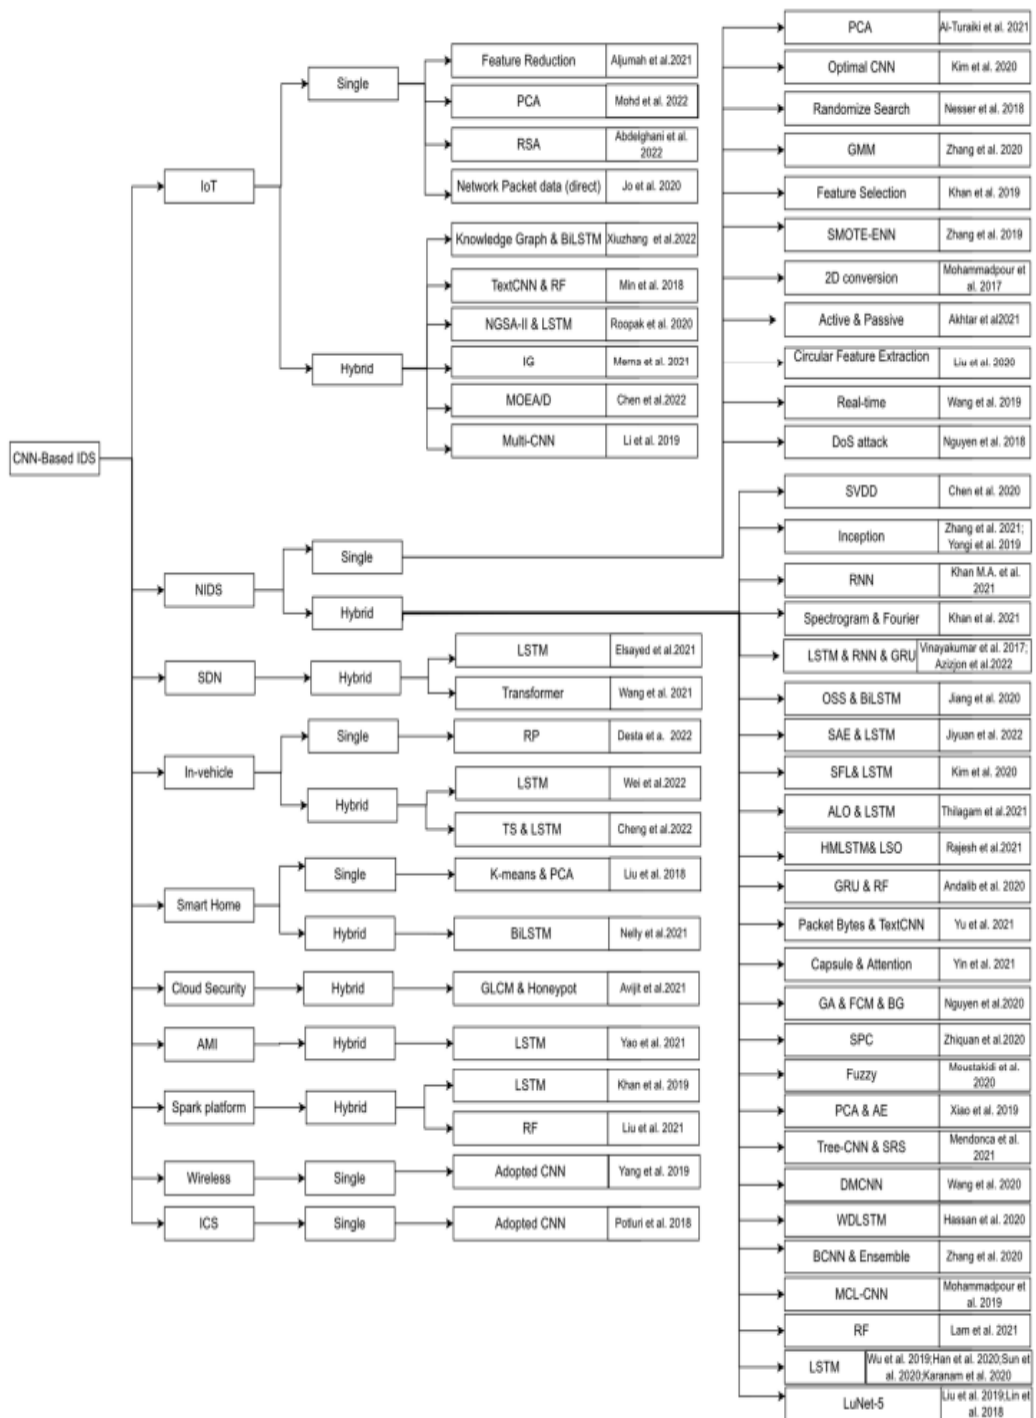 CNN-Based IDS
IoT
Single
Feature Reduction
Aljumah et al.2021
PCA
Mohd et al. 2022
RSA
Abdelghani et al.
2022
Network Packet data (direct)
Jo et al. 2020
Hybrid
Knowledge Graph & BiLSTM
Xiuzhang et al.2022
TextCNN & RF
Min et al. 2018
NGSA-II & LSTM
Roopak et al. 2020
IG
Mema et al. 2021
MOEA/D
Chen et al.2022
Multi-CNN
Li et al. 2019
NIDS
Single
PCA
Al-Turaiki et al. 2021
Optimal CNN
Kim et al. 2020
Randomize Search
Nesser et al. 2018
GMM
Zhang et al. 2020
Feature Selection
Khan et al. 2019
SMOTE-ENN
Zhang et al. 2019
2D conversion
Mohammadpour et
al. 2017
Active & Passive
Akhtar al2021
Circular Feature Extraction
Liu et al. 2020
Real-time
Wang et al. 2019
DoS attack
Nguyen et al. 2018
Hybrid
SVDD
Chen et al. 2020
Inception
Zhang et al. 2021;
Yongi et al. 2019
RNN
Khan M.A. et al.
2021
Spectrogram & Fourier
Khan et al. 2021
LSTM & RNN & GRU
Vinayakumar et al. 2017;
Azizjon et al.2022
OSS & BiLSTM
Jiang et al. 2020
SAE & LSTM
Jiyuan et al. 2022
SFL& LSTM
Kim et al. 2020
ALO & LSTM
Thilagam et al.2021
HMLSTM& LSO
Rajesh et al.2021
GRU & RF
Andalib et al. 2020
Packet Bytes & TextCNN
Yu et al. 2021
Capsule & Attention
Yin et al. 2021
GA & FCM & BG
Nguyen et al.2020
SPC
Zhiquan et al.2020
Fuzzy
Moustakidi et al.
2020
PCA & AE
Xiao et al. 2019
Tree-CNN & SRS
Mendonca et al.
2021
DMCNN
Wang et al. 2020
WDLSTM
Hassan et al. 2020
BCNN & Ensemble
Zhang et al. 2020
MCL-CNN
Mohammadpour et
al. 2019
RF
Lam et al. 2021
LSTM
Wu et al. 2019;Han et al. 2020;Sun et
al. 2020;Karanam et al. 2020
LuNet-5
Liu et al. 2019;Lin et
al. 2018
SDN
Hybrid
LSTM
Elsayed et al.2021
Transformer
Wang et al. 2021
In-vehicle
Single
RP
Desta et a. 2022
Hybrid
LSTM
Wei et al.2022
TS & LSTM
Cheng et al.2022
Smart Home
Single
K-means & PCA
Liu et al. 2018
Hybrid
BiLSTM
Nelly et al.2021
Cloud Security
Hybrid
GLCM & Honeypot
Avijit et al.2021
AMI
Hybrid
LSTM
Yao et al. 2021
Spark platform
Hybrid
LSTM
Khan et al. 2019
RF
Liu et al. 2021
Wireless
Single
Adopted CNN
Yang et al. 2019
ICS
Single
Adopted CNN
Potluri et al. 2018